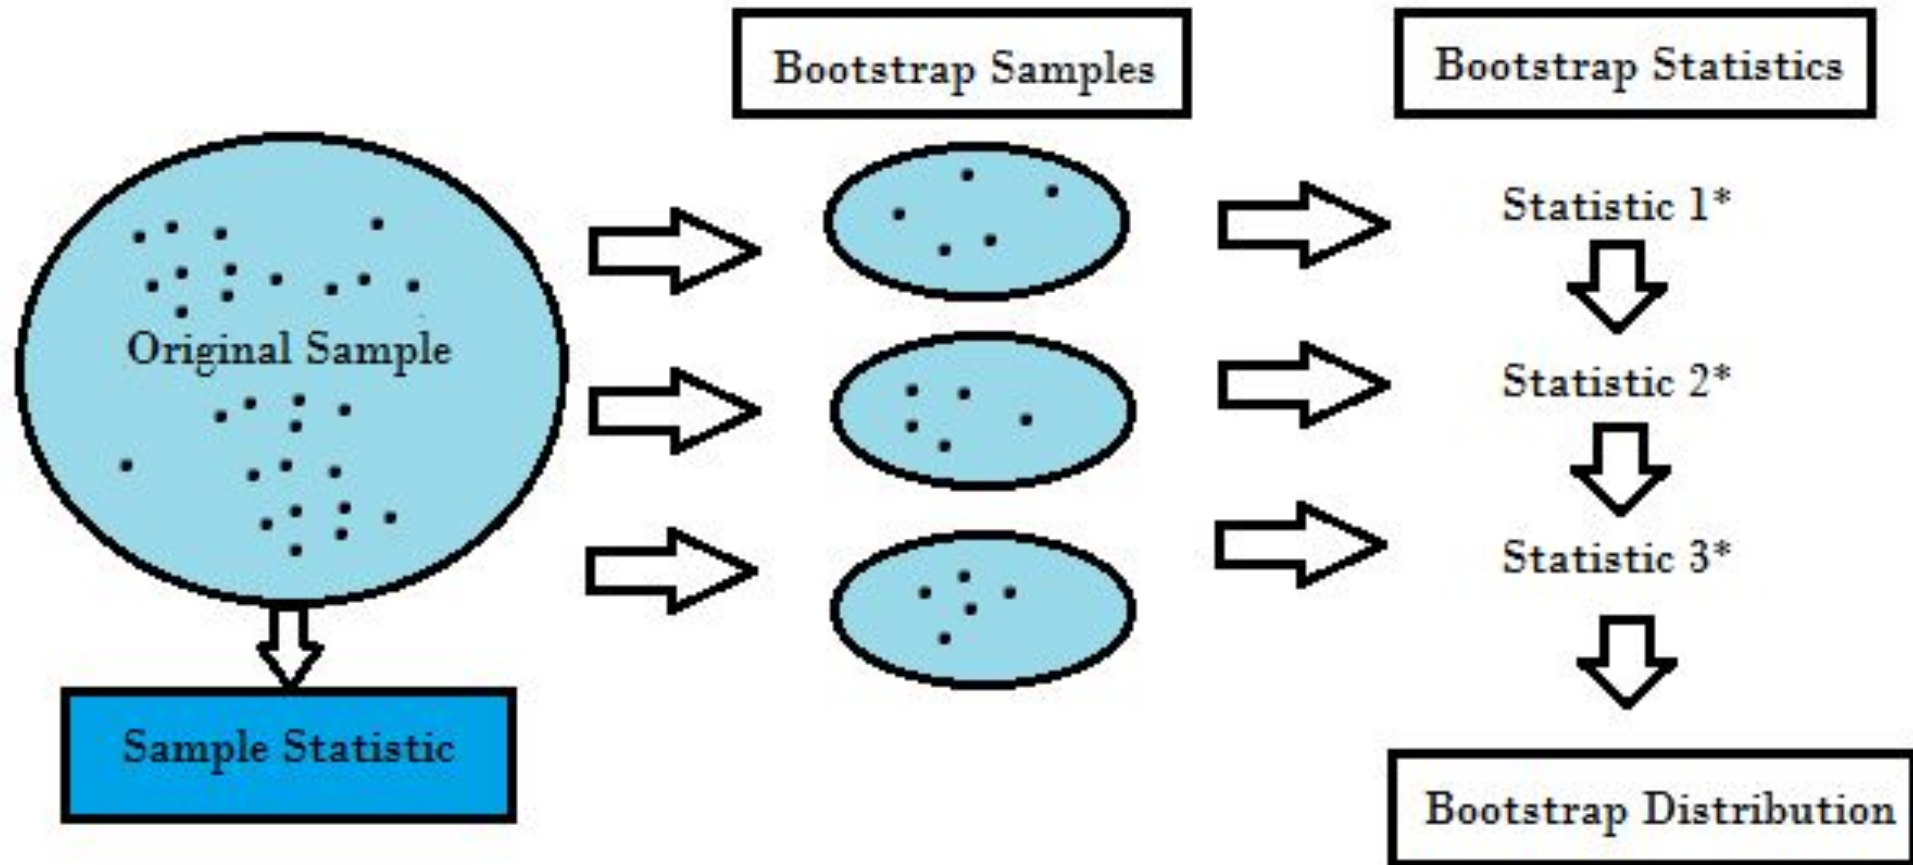 Bootstrap Samples
Bootstrap Statistics
Original Sample
Statistic 1*
Statistic 2*
Statistic 3*
Sample Statistic
Bootstrap Distribution